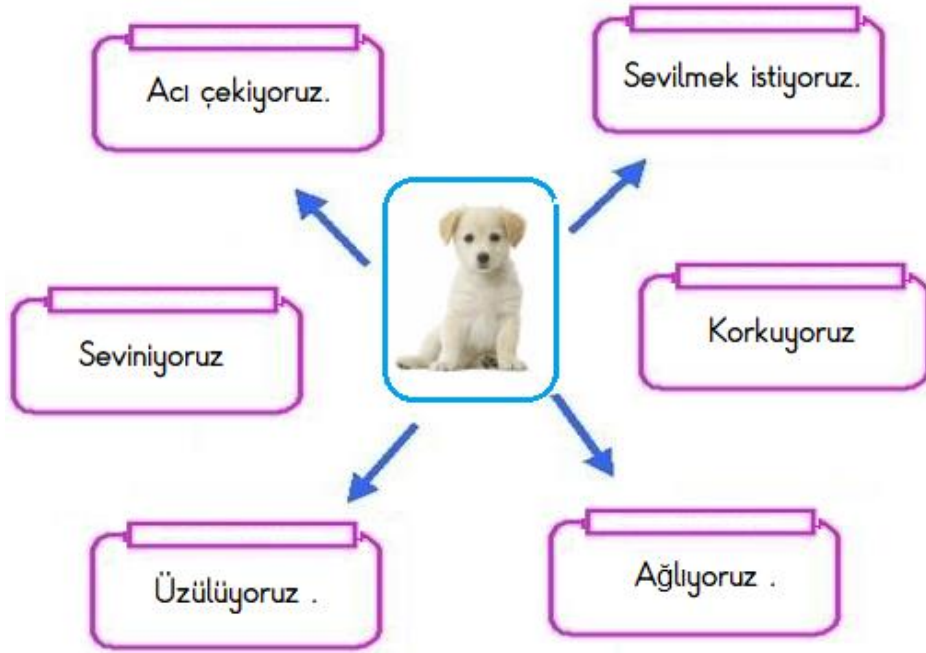 Acı çekiyoruz.
Sevilmek istiyoruz.
Seviniyoruz
Korkuyoruz
Üzülüyoruz .
Ağlıyoruz .